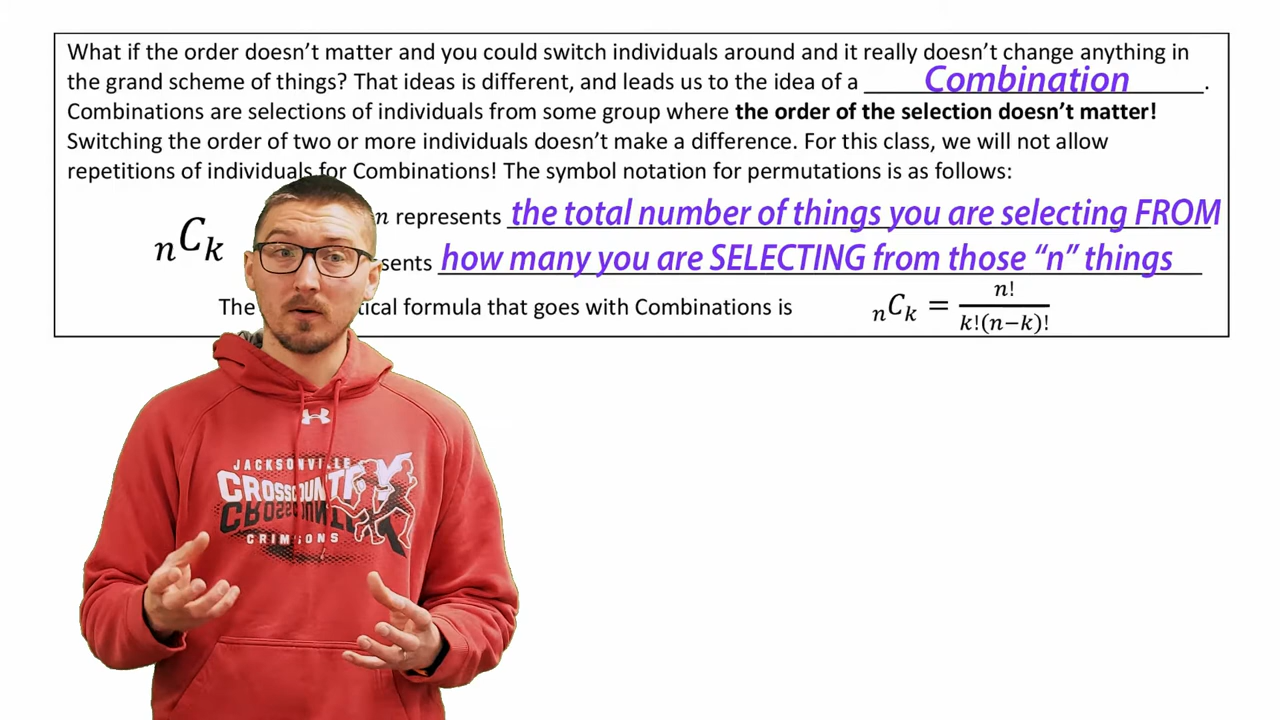 What if the order doesn't matter and you could switch individuals around and it really doesn't change anything in
the grand scheme of things? That ideas is different, and leads us to the idea of a Combination.
Combinations are selections of individuals from some group where the order of the selection doesn't matter!
Switching the order of two or more individuals doesn't make a difference. For this class, we will not allow
repetitions of individuals for Combinations! The symbol notation for permutations is as follows:
nCk
n represents the total number of things you are selecting FROM
how many you are SELECTING from those "n" things
The formula that goes with Combinations is nCk = n! / k!(n−k)!
JACKSONVILLE
CROSS COUNTRY
CRIMSONS